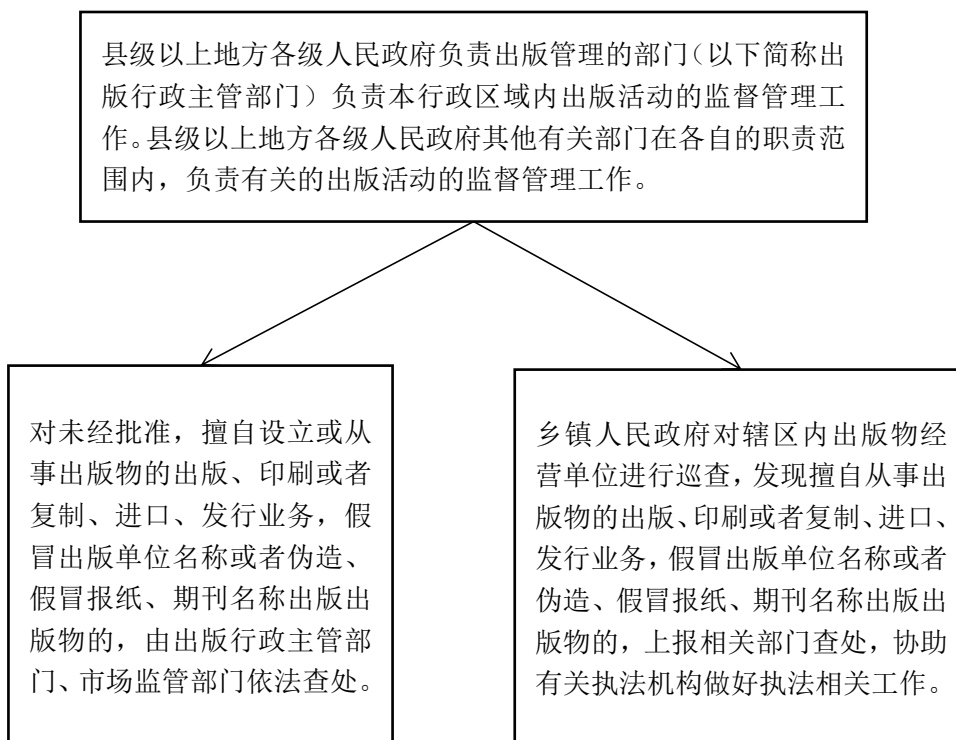 县级以上地方各级人民政府负责出版管理的部门（以下简称出
版行政主管部门）负责本行政区域内出版活动的监督管理工
作。县级以上地方各级人民政府其他有关部门在各自的职责范
围内，负责有关的出版活动的监督管理工作。
对未经批准，擅自设立或从
事出版物的出版、印刷或者
复制、进口、发行业务，假
冒出版单位名称或者伪造、
假冒报纸、期刊名称出版出
版物的，由出版行政主管部
门、市场监管部门依法查处。
乡镇人民政府对辖区内出版物经
营单位进行巡查，发现擅自从事出
版物的出版、印刷或者复制、进口、
发行业务，假冒出版单位名称或者
伪造、假冒报纸、期刊名称出版出
版物的，上报相关部门查处，协助
有关执法机构做好执法相关工作。